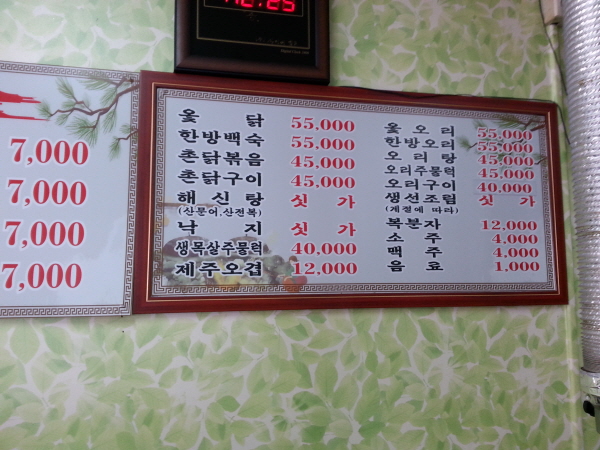 7,000
7,000
7,000
7,000
옻 닭 55,000
한방백숙 55,000
촌닭볶음 45,000
촌닭구이 45,000
해신탕 싯 가
(산문어,산전복)
낙 지 싯 가
생목살주물럭 40,000
제주오겹 12,000
옻오리 55,000
한방오리 55,000
오리탕 45,000
오리주물럭 45,000
오리구이 40,000
생선조림 싯 가
(계절에 따라)
복분자 12,000
소 주 4,000
맥 주 4,000
음 료 1,000